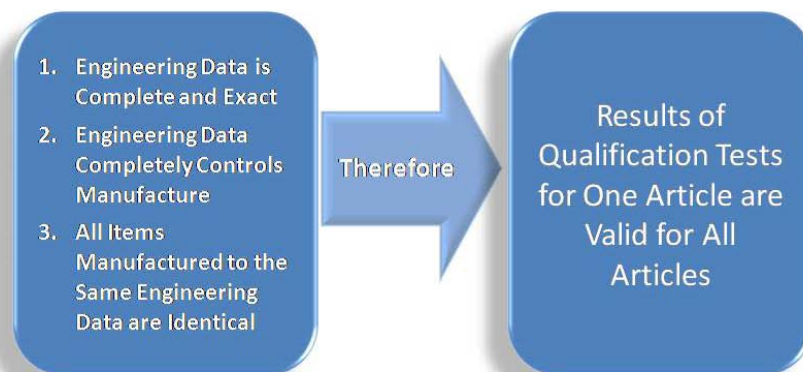 1. Engineering Data is
Complete and Exact
2. Engineering Data
Completely Controls
Manufacture
3. All Items
Manufactured to the
Same Engineering
Data are Identical
Therefore
Results of
Qualification Tests
for One Article are
Valid for All
Articles